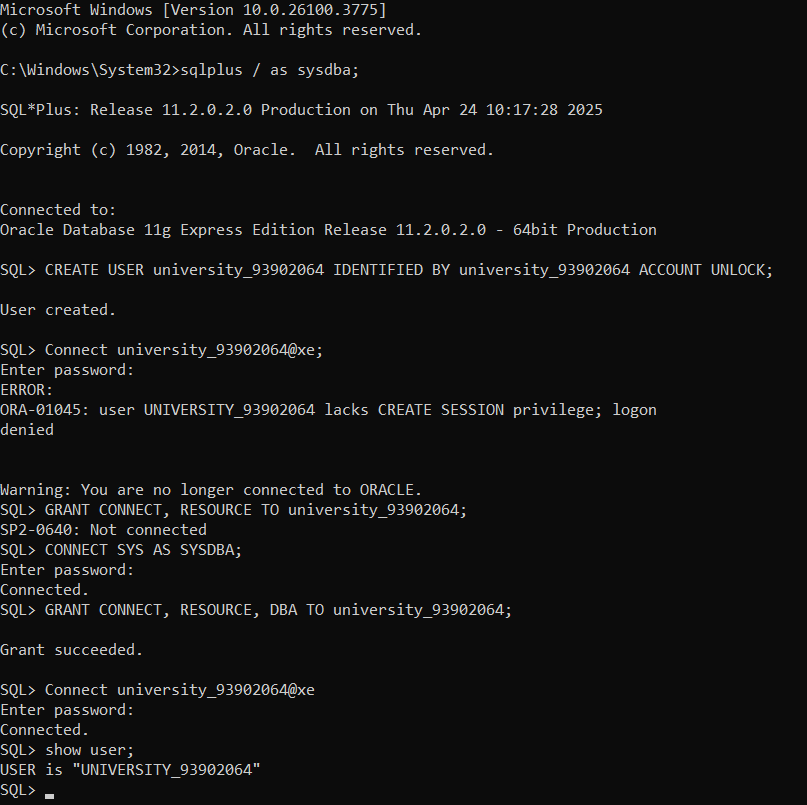 Microsoft Windows [Version 10.0.26100.3775]
(c) Microsoft Corporation. All rights reserved.
C:\Windows\System32>sqlplus / as sysdba;
SQL*Plus: Release 11.2.0.2.0 Production on Thu Apr 24 10:17:28 2025
Copyright (c) 1982, 2014, Oracle.  All rights reserved.
Connected to:
Oracle Database 11g Express Edition Release 11.2.0.2.0 - 64bit Production
SQL> CREATE USER university_93902064 IDENTIFIED BY university_93902064 ACCOUNT UNLOCK;
User created.
SQL> Connect university_93902064@xe;
Enter password:
ERROR:
ORA-01045: user UNIVERSITY_93902064 lacks CREATE SESSION privilege; logon
denied
Warning: You are no longer connected to ORACLE.
SQL> GRANT CONNECT, RESOURCE TO university_93902064;
SP2-0640: Not connected
SQL> CONNECT SYS AS SYSDBA;
Enter password:
Connected.
SQL> GRANT CONNECT, RESOURCE, DBA TO university_93902064;
Grant succeeded.
SQL> Connect university_93902064@xe
Enter password:
Connected.
SQL> show user;
USER is "UNIVERSITY_93902064"
SQL>